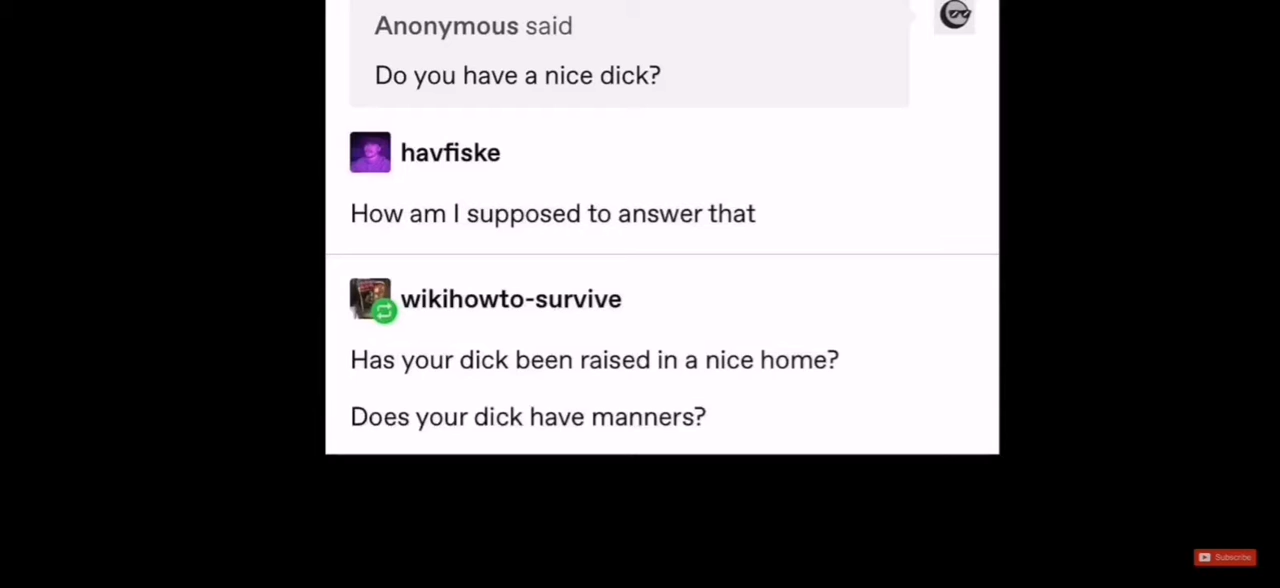 Anonymous said
Do you have a nice dick?
havfiske
How am I supposed to answer that
wikihowto-survive
Has your dick been raised in a nice home?
Does your dick have manners?
Subscribe